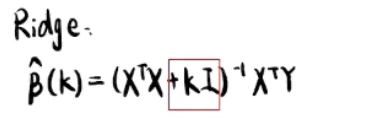 Ridge:
β̂(k) = (XᵀX + kI)⁻¹ XᵀY